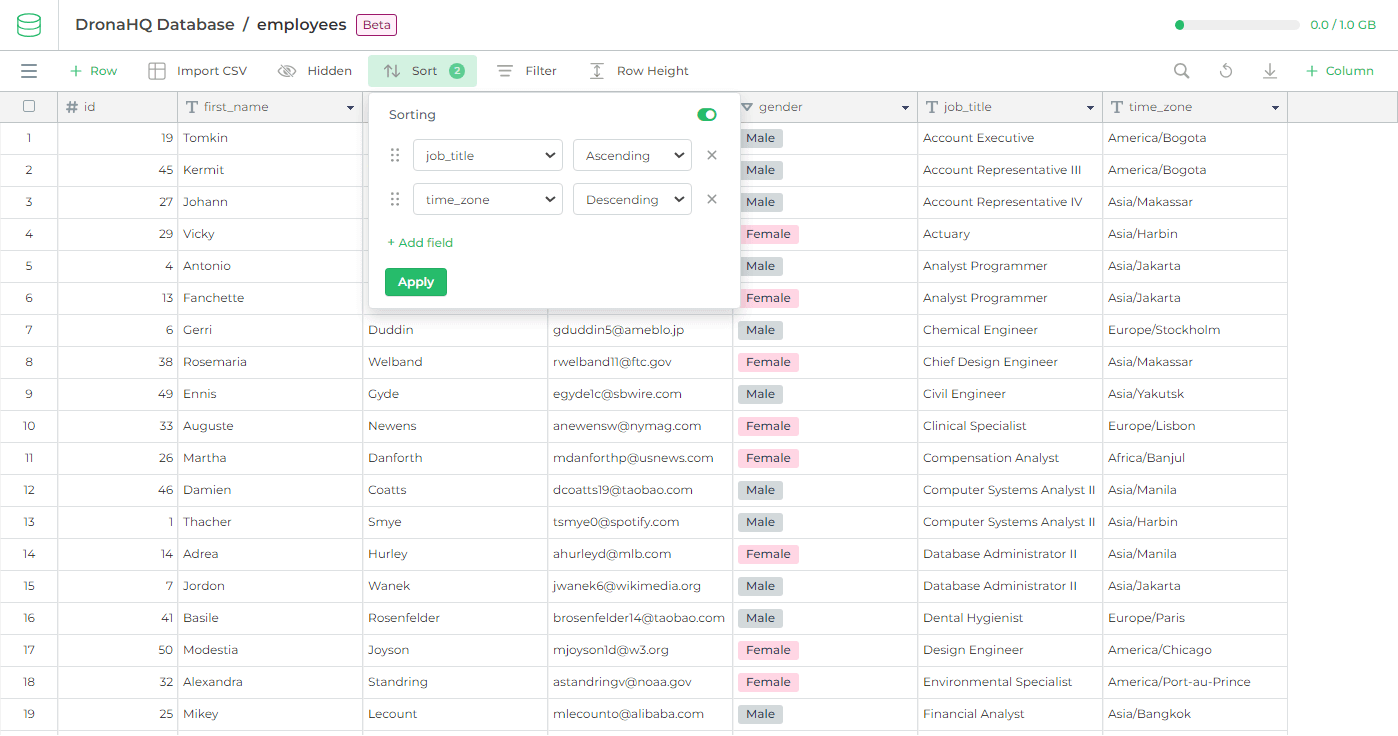 DronaHQ Database / employees Beta 0.0 / 1.0 GB
+ Row Import CSV Hidden Sort 2 Filter Row Height + Column
# id T first_name gender T job_title T time_zone
Sorting
job_title Ascending
time_zone Descending
+ Add field
Apply
1 19 Tomkin Male Account Executive America/Bogota
2 45 Kermit Male Account Representative III America/Bogota
3 27 Johann Male Account Representative IV Asia/Makassar
4 29 Vicky Female Actuary Asia/Harbin
5 4 Antonio Male Analyst Programmer Asia/Jakarta
6 13 Fanchette Female Analyst Programmer Asia/Jakarta
7 6 Gerri Duddin gduddin5@ameblo.jp Male Chemical Engineer Europe/Stockholm
8 38 Rosemaria Welband rwelband11@ftc.gov Female Chief Design Engineer Asia/Makassar
9 49 Ennis Gyde egyde1c@sbwire.com Male Civil Engineer Asia/Yakutsk
10 33 Auguste Newens anewensw@nymag.com Female Clinical Specialist Europe/Lisbon
11 26 Martha Danforth mdanforthp@usnews.com Female Compensation Analyst Africa/Banjul
12 46 Damien Coatts dcoatts19@taobao.com Male Computer Systems Analyst II Asia/Manila
13 1 Thacher Smye tsmye0@spotify.com Male Computer Systems Analyst II Asia/Harbin
14 14 Adrea Hurley ahurleyd@mlb.com Female Database Administrator II Asia/Manila
15 7 Jordon Wanek jwanek6@wikimedia.org Male Database Administrator II Asia/Jakarta
16 41 Basile Rosenfelder brosenfelder14@taobao.com Male Dental Hygienist Europe/Paris
17 50 Modestia Joyson mjoyson1d@w3.org Female Design Engineer America/Chicago
18 32 Alexandra Standring astandringv@noaa.gov Female Environmental Specialist America/Port-au-Prince
19 25 Mikey Lecount mlecounto@alibaba.com Male Financial Analyst Asia/Bangkok